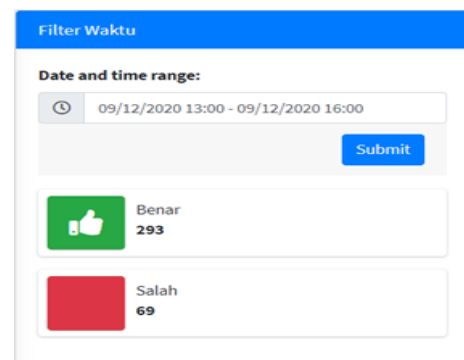 Filter Waktu
Date and time range:
09/12/2020 13:00 - 09/12/2020 16:00
Submit
Benar
293
Salah
69